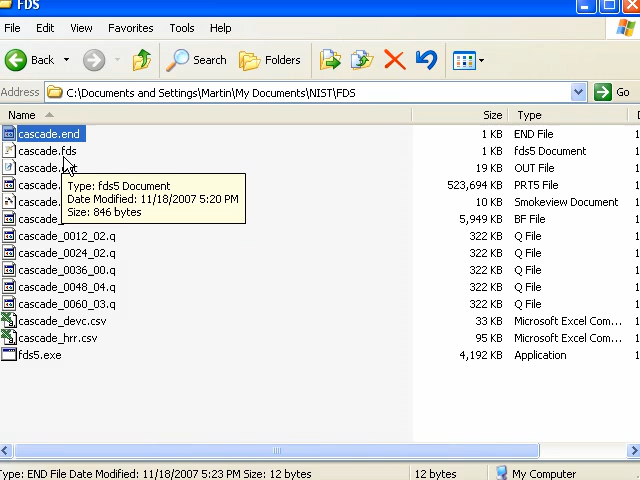 FDS
File Edit View Favorites Tools Help
Back Search Folders
Address C:\Documents and Settings\Martin\My Documents\NIST\FDS Go
Name Size Type
cascade.end 1 KB END File
cascade.fds 1 KB fds5 Document
cascade. 19 KB OUT File
cascade. 523,694 KB PRT5 File
cascade. 10 KB Smokeview Document
cascade_ 5,949 KB BF File
Type: fds5 Document
Date Modified: 11/18/2007 5:20 PM
Size: 846 bytes
cascade_0012_02.q 322 KB Q File
cascade_0024_02.q 322 KB Q File
cascade_0036_00.q 322 KB Q File
cascade_0048_04.q 322 KB Q File
cascade_0060_03.q 322 KB Q File
cascade_devc.csv 33 KB Microsoft Excel Com...
cascade_hrr.csv 95 KB Microsoft Excel Com...
fds5.exe 4,192 KB Application
Type: END File Date Modified: 11/18/2007 5:23 PM Size: 12 bytes 12 bytes My Computer